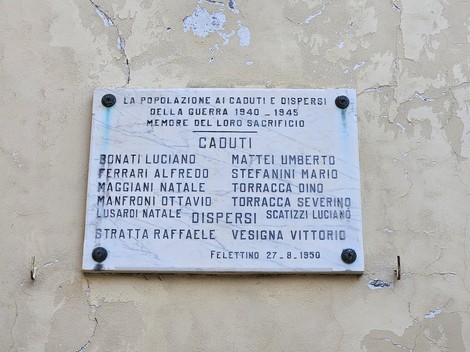 LA POPOLAZIONE AI CADUTI E DISPERSI
DELLA GUERRA 1940 - 1945
MEMORE DEL LORO SACRIFICIO
CADUTI
BONATI LUCIANO MATTEI UMBERTO
FERRARI ALFREDO STEFANINI MARIO
MAGGIANI NATALE TORRACCA DINO
MANFRONI OTTAVIO TORRACCA SEVERINO
LUSARDI NATALE SCATIZZI LUCIANO
DISPERSI
STRATTA RAFFAELE VESIGNA VITTORIO
FELETTINO 27-8-1950